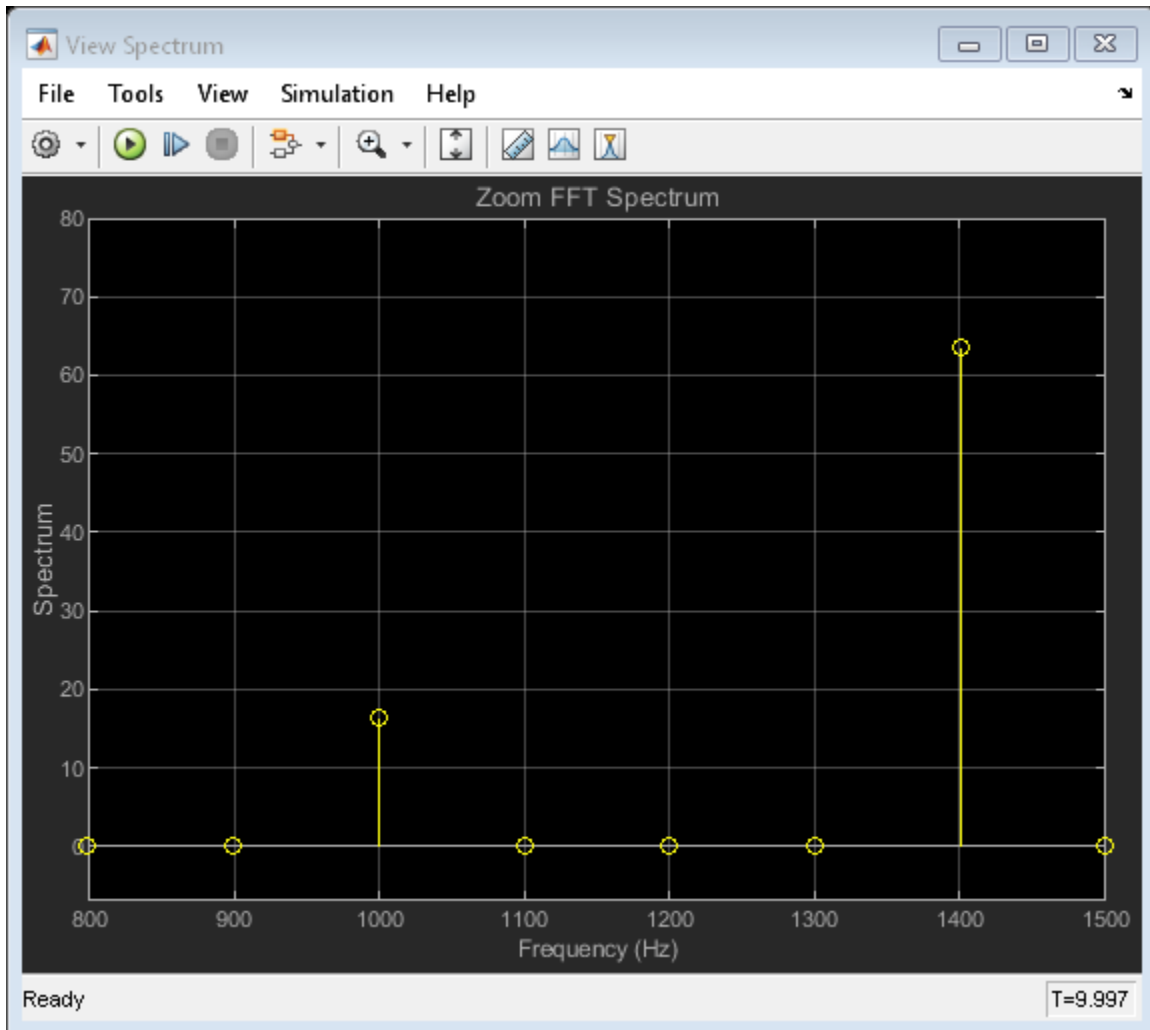 View Spectrum
File Tools View Simulation Help
Zoom FFT Spectrum
80
70
60
50
40
30
20
10
0
Spectrum
800 900 1000 1100 1200 1300 1400 1500
Frequency (Hz)
Ready T=9.997